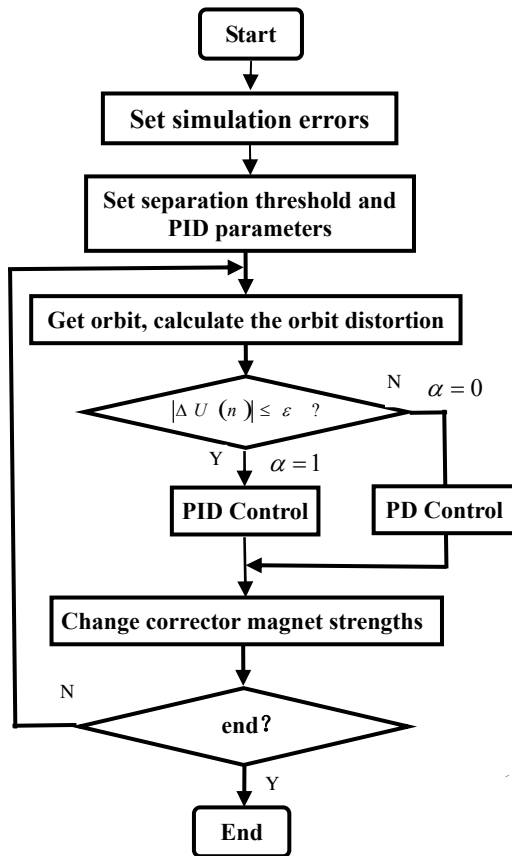 Start
Set simulation errors
Set separation threshold and
PID parameters
Get orbit, calculate the orbit distortion
N α = 0
|Δ U (n)| ≤ ε ?
Y α = 1
PID Control
PD Control
Change corrector magnet strengths
N
end？
Y
End